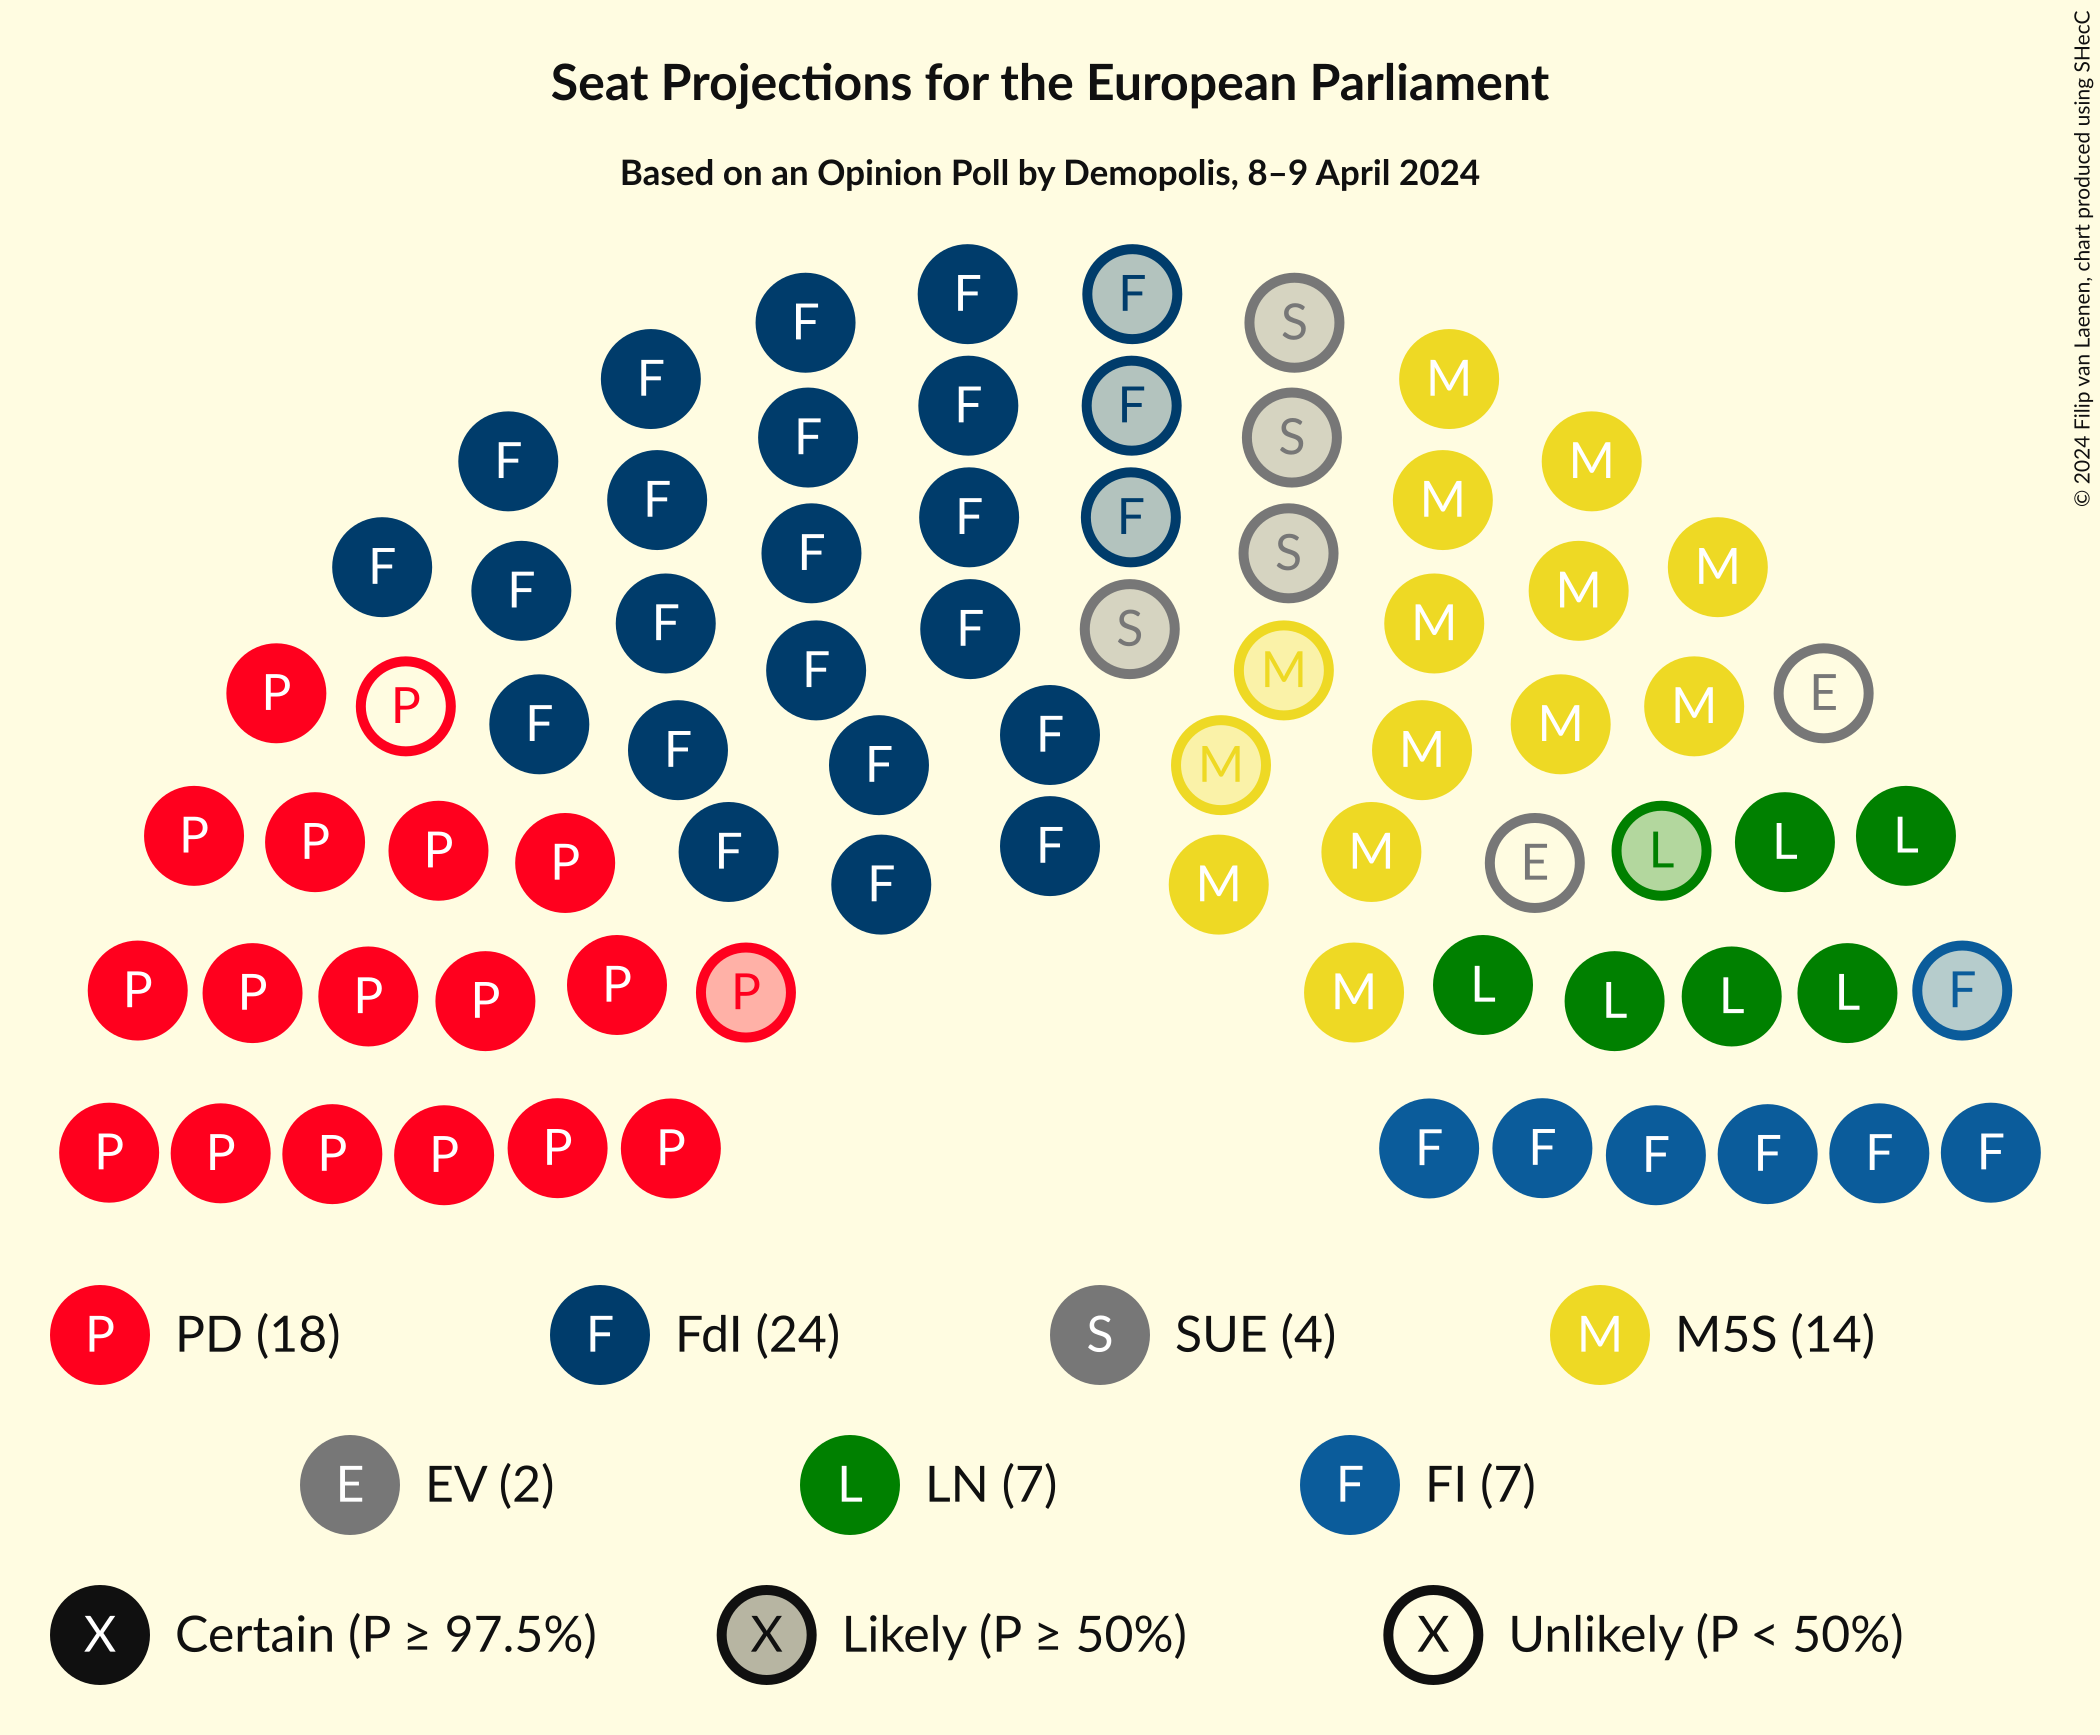 Seat Projections for the European Parliament
Based on an Opinion Poll by Demopolis, 8–9 April 2024
© 2024 Filip van Laenen, chart produced using SHecC
F F
F F S
F F F M
F F S
F M
F F M
F F
F F S
F M
F F M
F F M
S
P P F F F M M M M E
F F M
P P P P F F F M M E L L L
P P P P P P M L L L L F
P P P P P P F F F F F F
P PD (18) F FdI (24) S SUE (4) M M5S (14)
E EV (2) L LN (7) F FI (7)
X Certain (P ≥ 97.5%) X Likely (P ≥ 50%) X Unlikely (P < 50%)